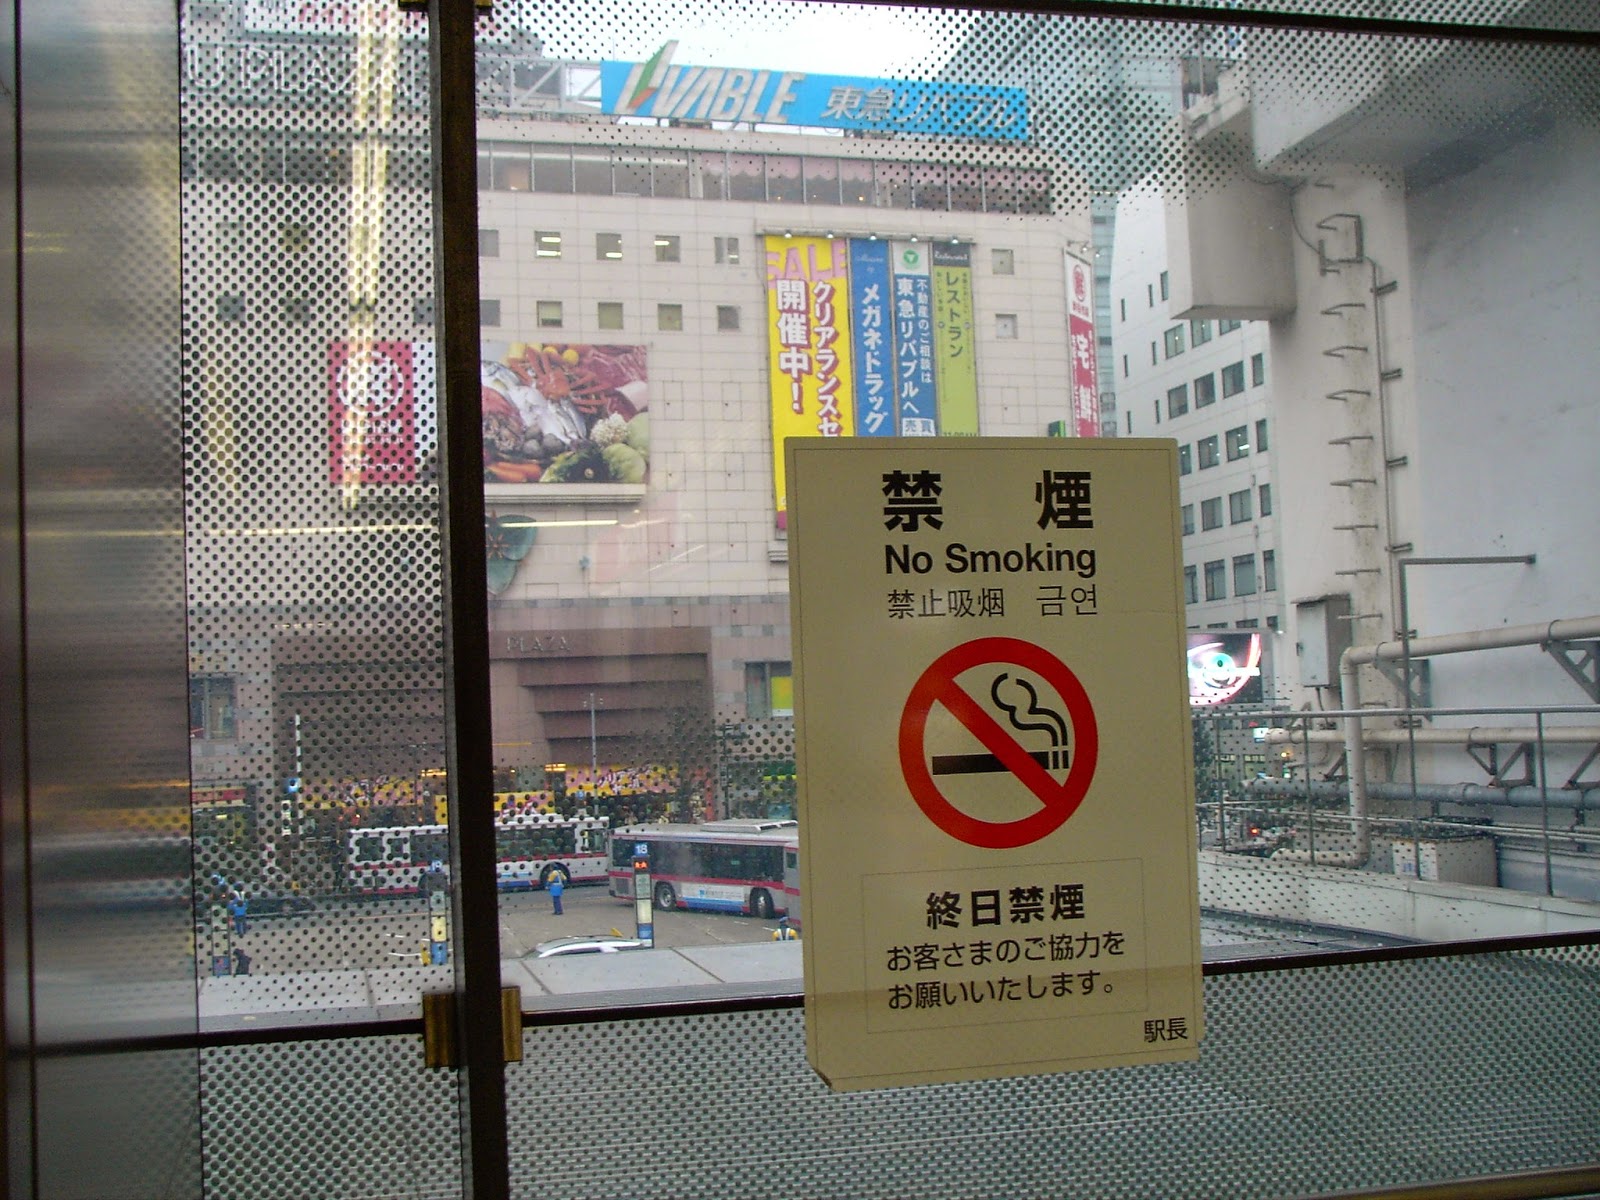 U PLAZA
LIVABLE 東急リバブル
SALE
クリアランスセ
開催中!
メガネドラッグ
不動産のご相談は
東急リバブルへ
Restaurant
レストラン
宅
PLAZA
18
禁 煙
No Smoking
禁止吸烟 금연
終日禁煙
お客さまのご協力を
お願いいたします。
駅長